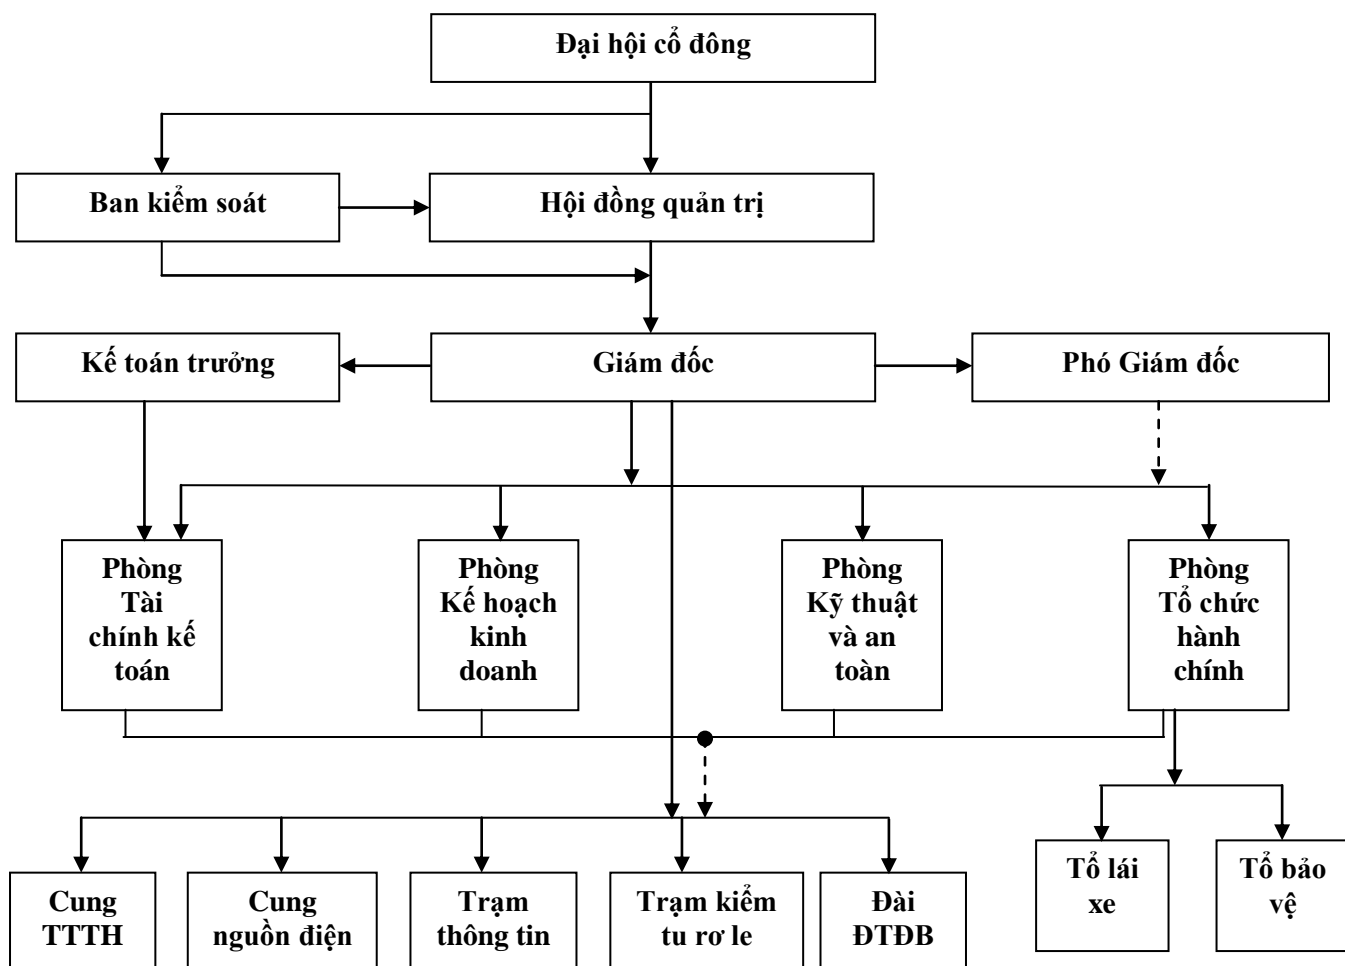 Đại hội cổ đông
Ban kiểm soát
Hội đồng quản trị
Kế toán trưởng
Giám đốc
Phó Giám đốc
Phòng
Tài
chính kế
toán
Phòng
Kế hoạch
kinh
doanh
Phòng
Kỹ thuật
và an
toàn
Phòng
Tổ chức
hành
chính
Tổ lái
xe
Tổ bảo
vệ
Cung
TTTH
Cung
nguồn điện
Trạm
thông tin
Trạm kiểm
tu rơ le
Đài
ĐTĐB